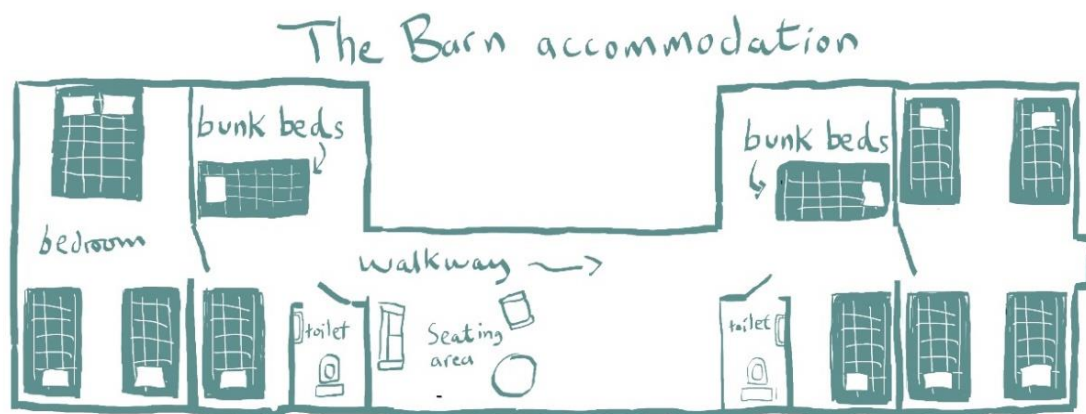 The Barn accommodation
bunk beds
bunk beds
bedroom
walkway
toilet
Seating
area
toilet